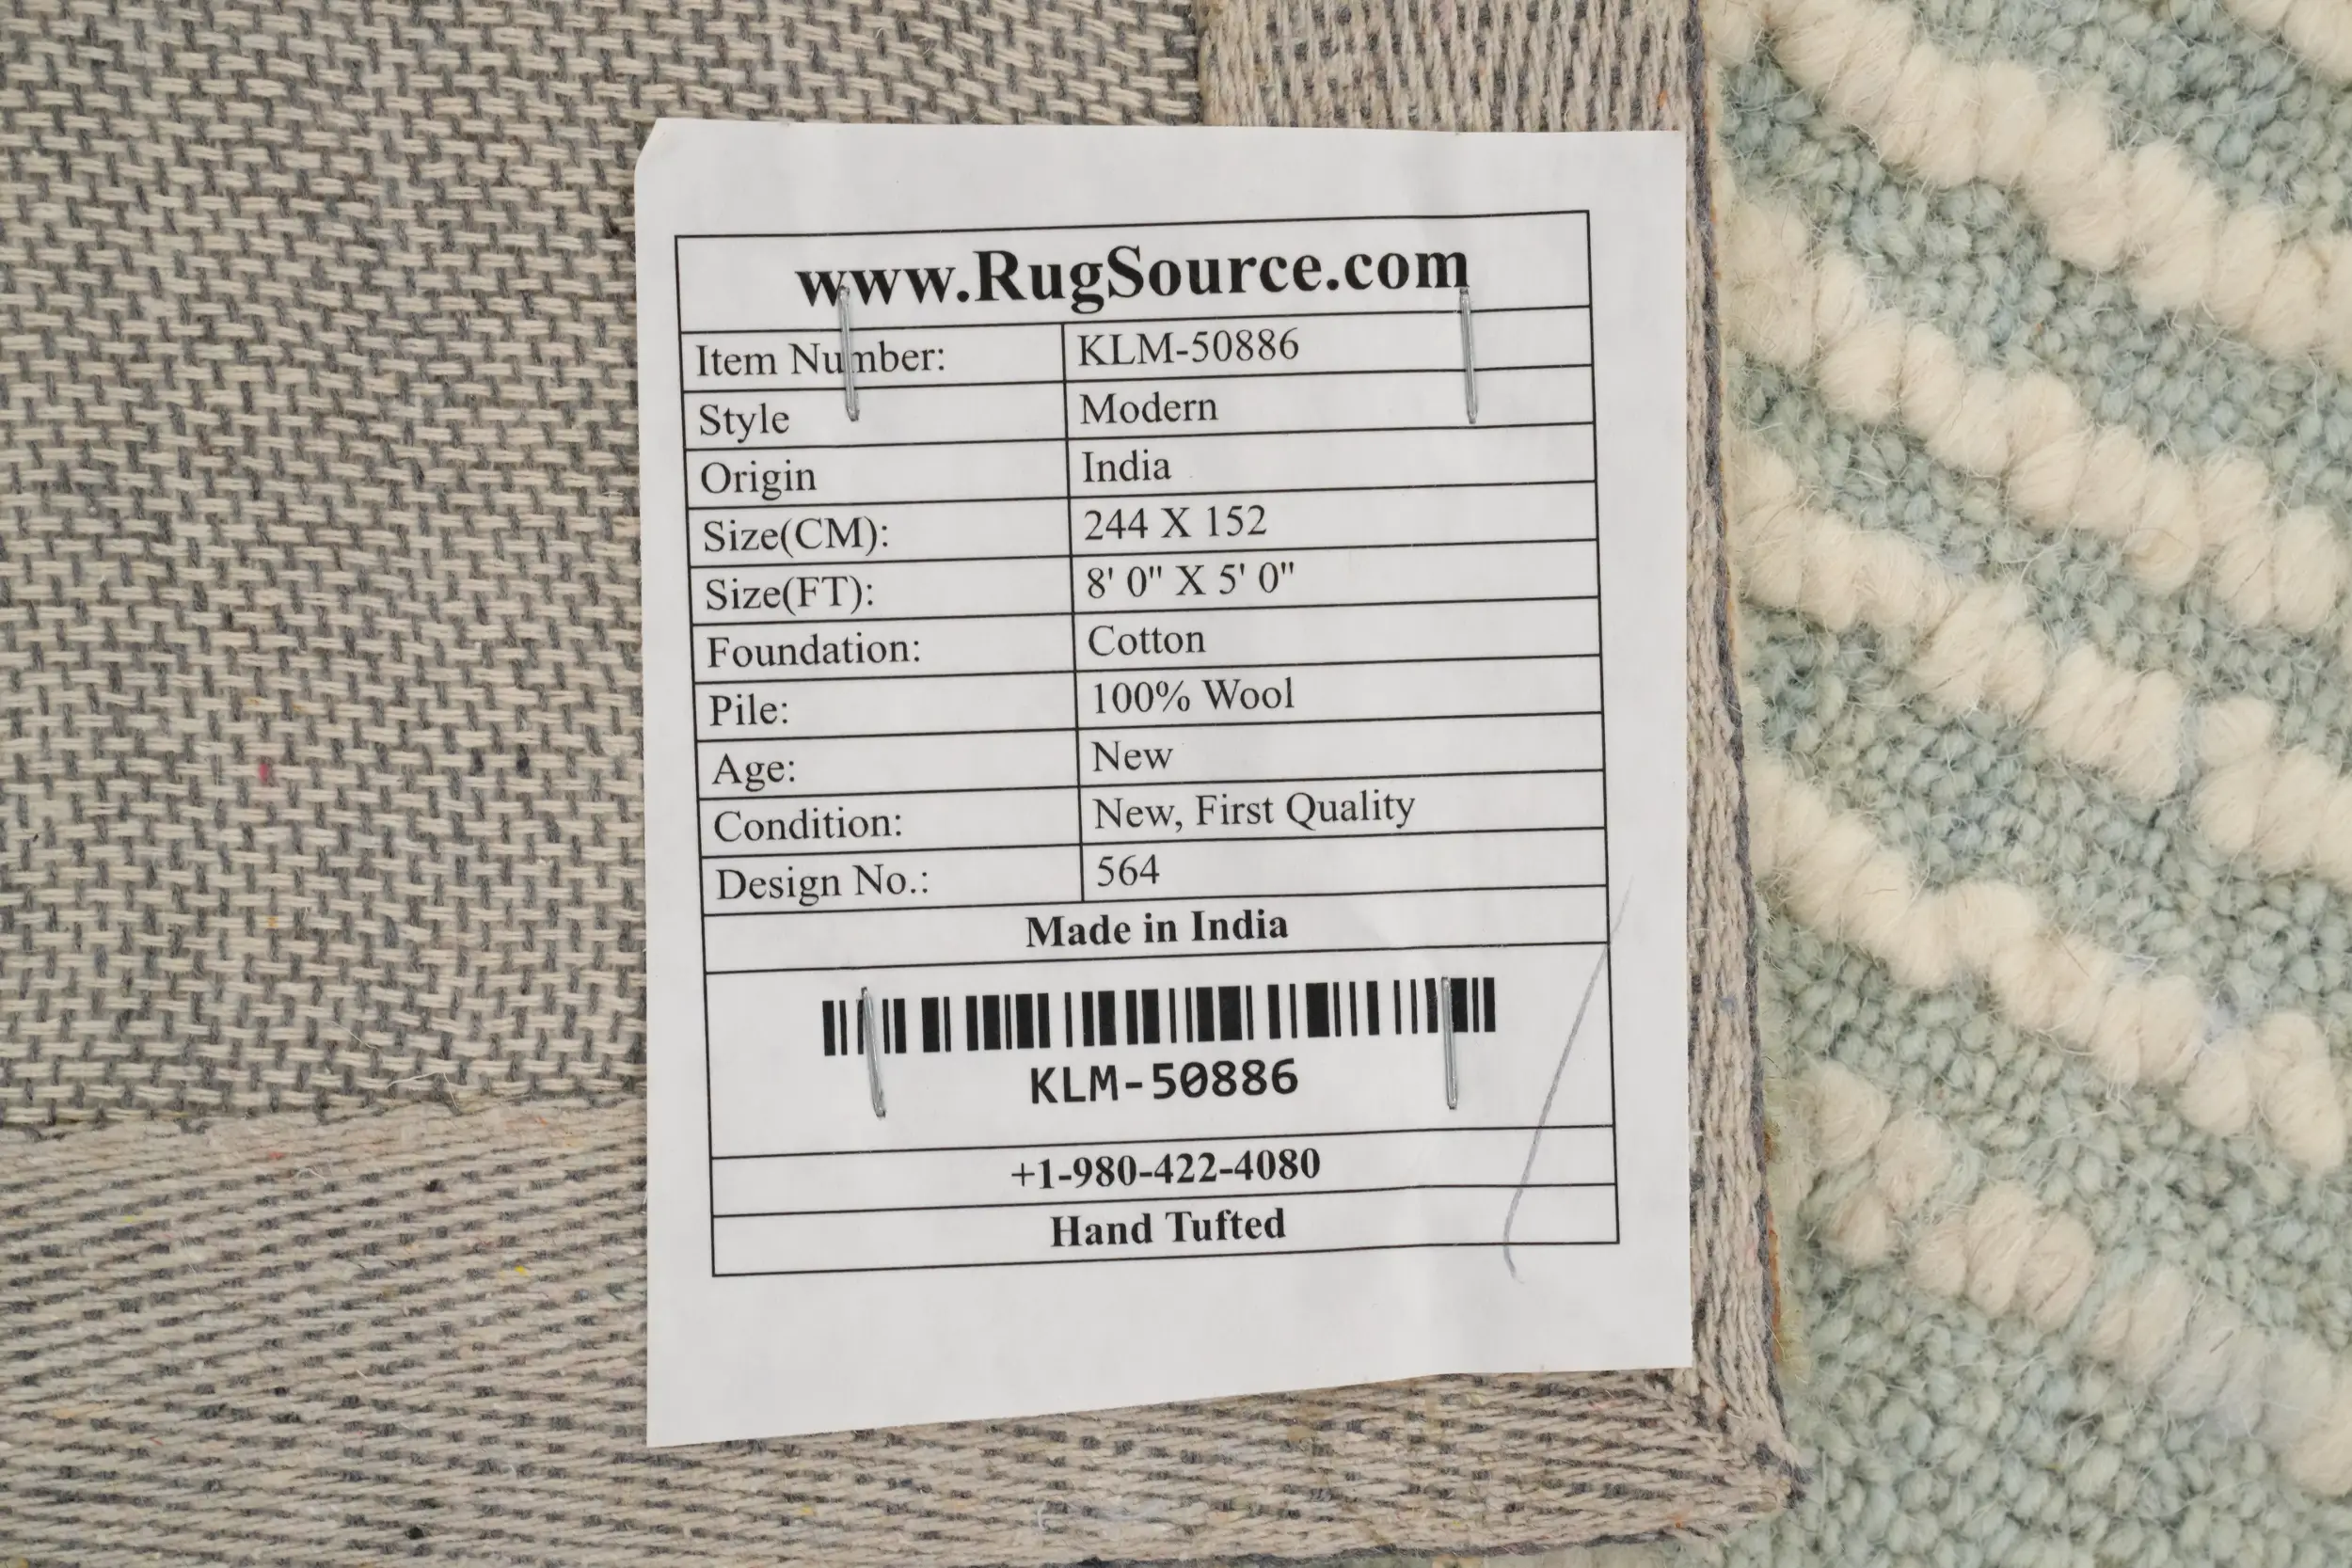 www.RugSource.com
Item Number: KLM-50886
Style Modern
Origin India
Size(CM): 244 X 152
Size(FT): 8' 0" X 5' 0"
Foundation: Cotton
Pile: 100% Wool
Age: New
Condition: New, First Quality
Design No.: 564
Made in India
KLM-50886
+1-980-422-4080
Hand Tufted